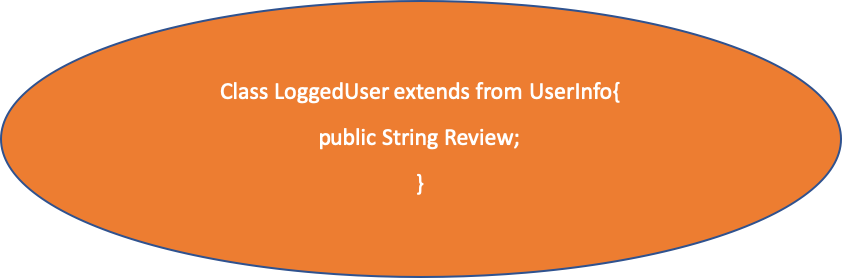 Class LoggedUser extends from UserInfo{
public String Review;
}